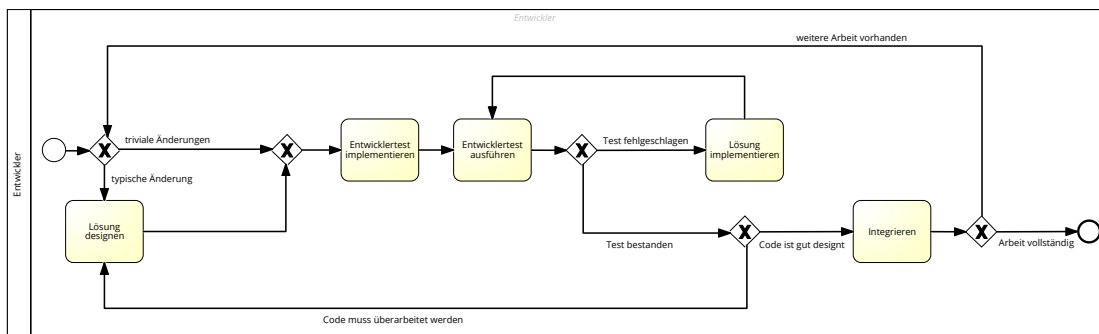 Entwickler
Entwickler
weitere Arbeit vorhanden
triviale Änderungen
typische Änderung
Lösung
designen
Entwicklertest
implementieren
Entwicklertest
ausführen
Test fehlgeschlagen
Lösung
implementieren
Test bestanden
Code ist gut designt
Integrieren
Arbeit vollständig
Code muss überarbeitet werden